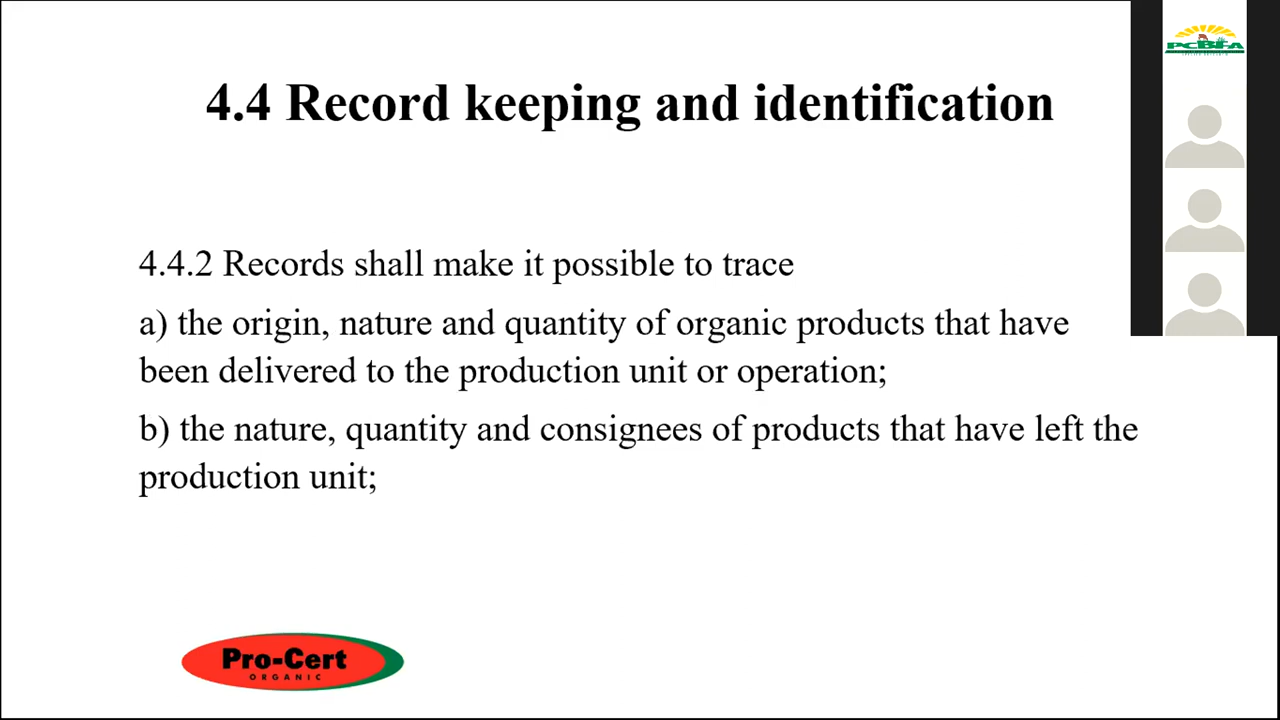 4.4 Record keeping and identification
PCBFA
4.4.2 Records shall make it possible to trace
a) the origin, nature and quantity of organic products that have
been delivered to the production unit or operation;
b) the nature, quantity and consignees of products that have left the
production unit;
Pro-Cert
ORGANIC